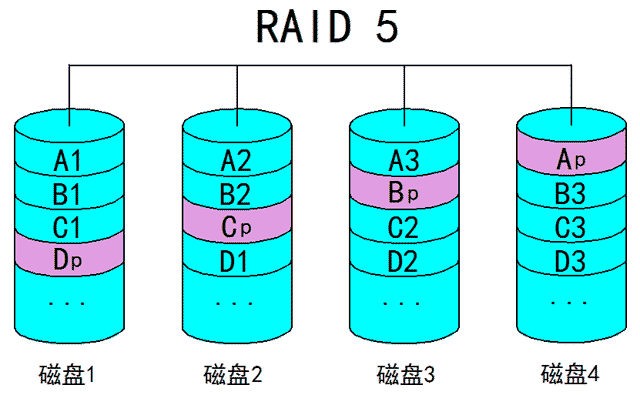 RAID 5
A1 A2 A3 Ap
B1 B2 Bp B3
C1 Cp C2 C3
Dp D1 D2 D3
... ... ... ...
磁盘1 磁盘2 磁盘3 磁盘4